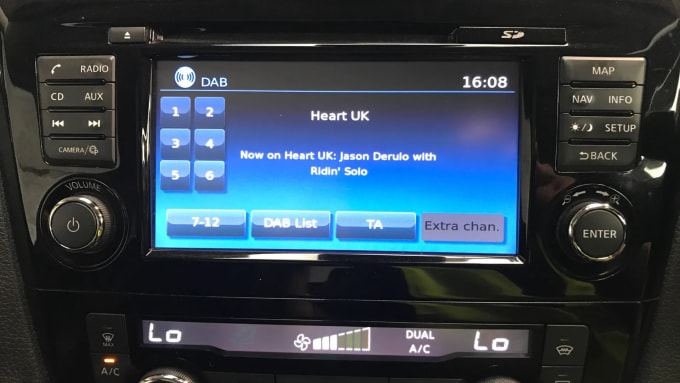 SD
RADIO
CD AUX
CAMERA/
VOLUME
MAP
NAV INFO
SETUP
BACK
ENTER
DAB 16:08
1 2
3 4
5 6
Heart UK
Now on Heart UK: Jason Derulo with
Ridin' Solo
7-12 DAB List TA Extra chan.
MAX
A/C
Lo
DUAL
A/C
Lo